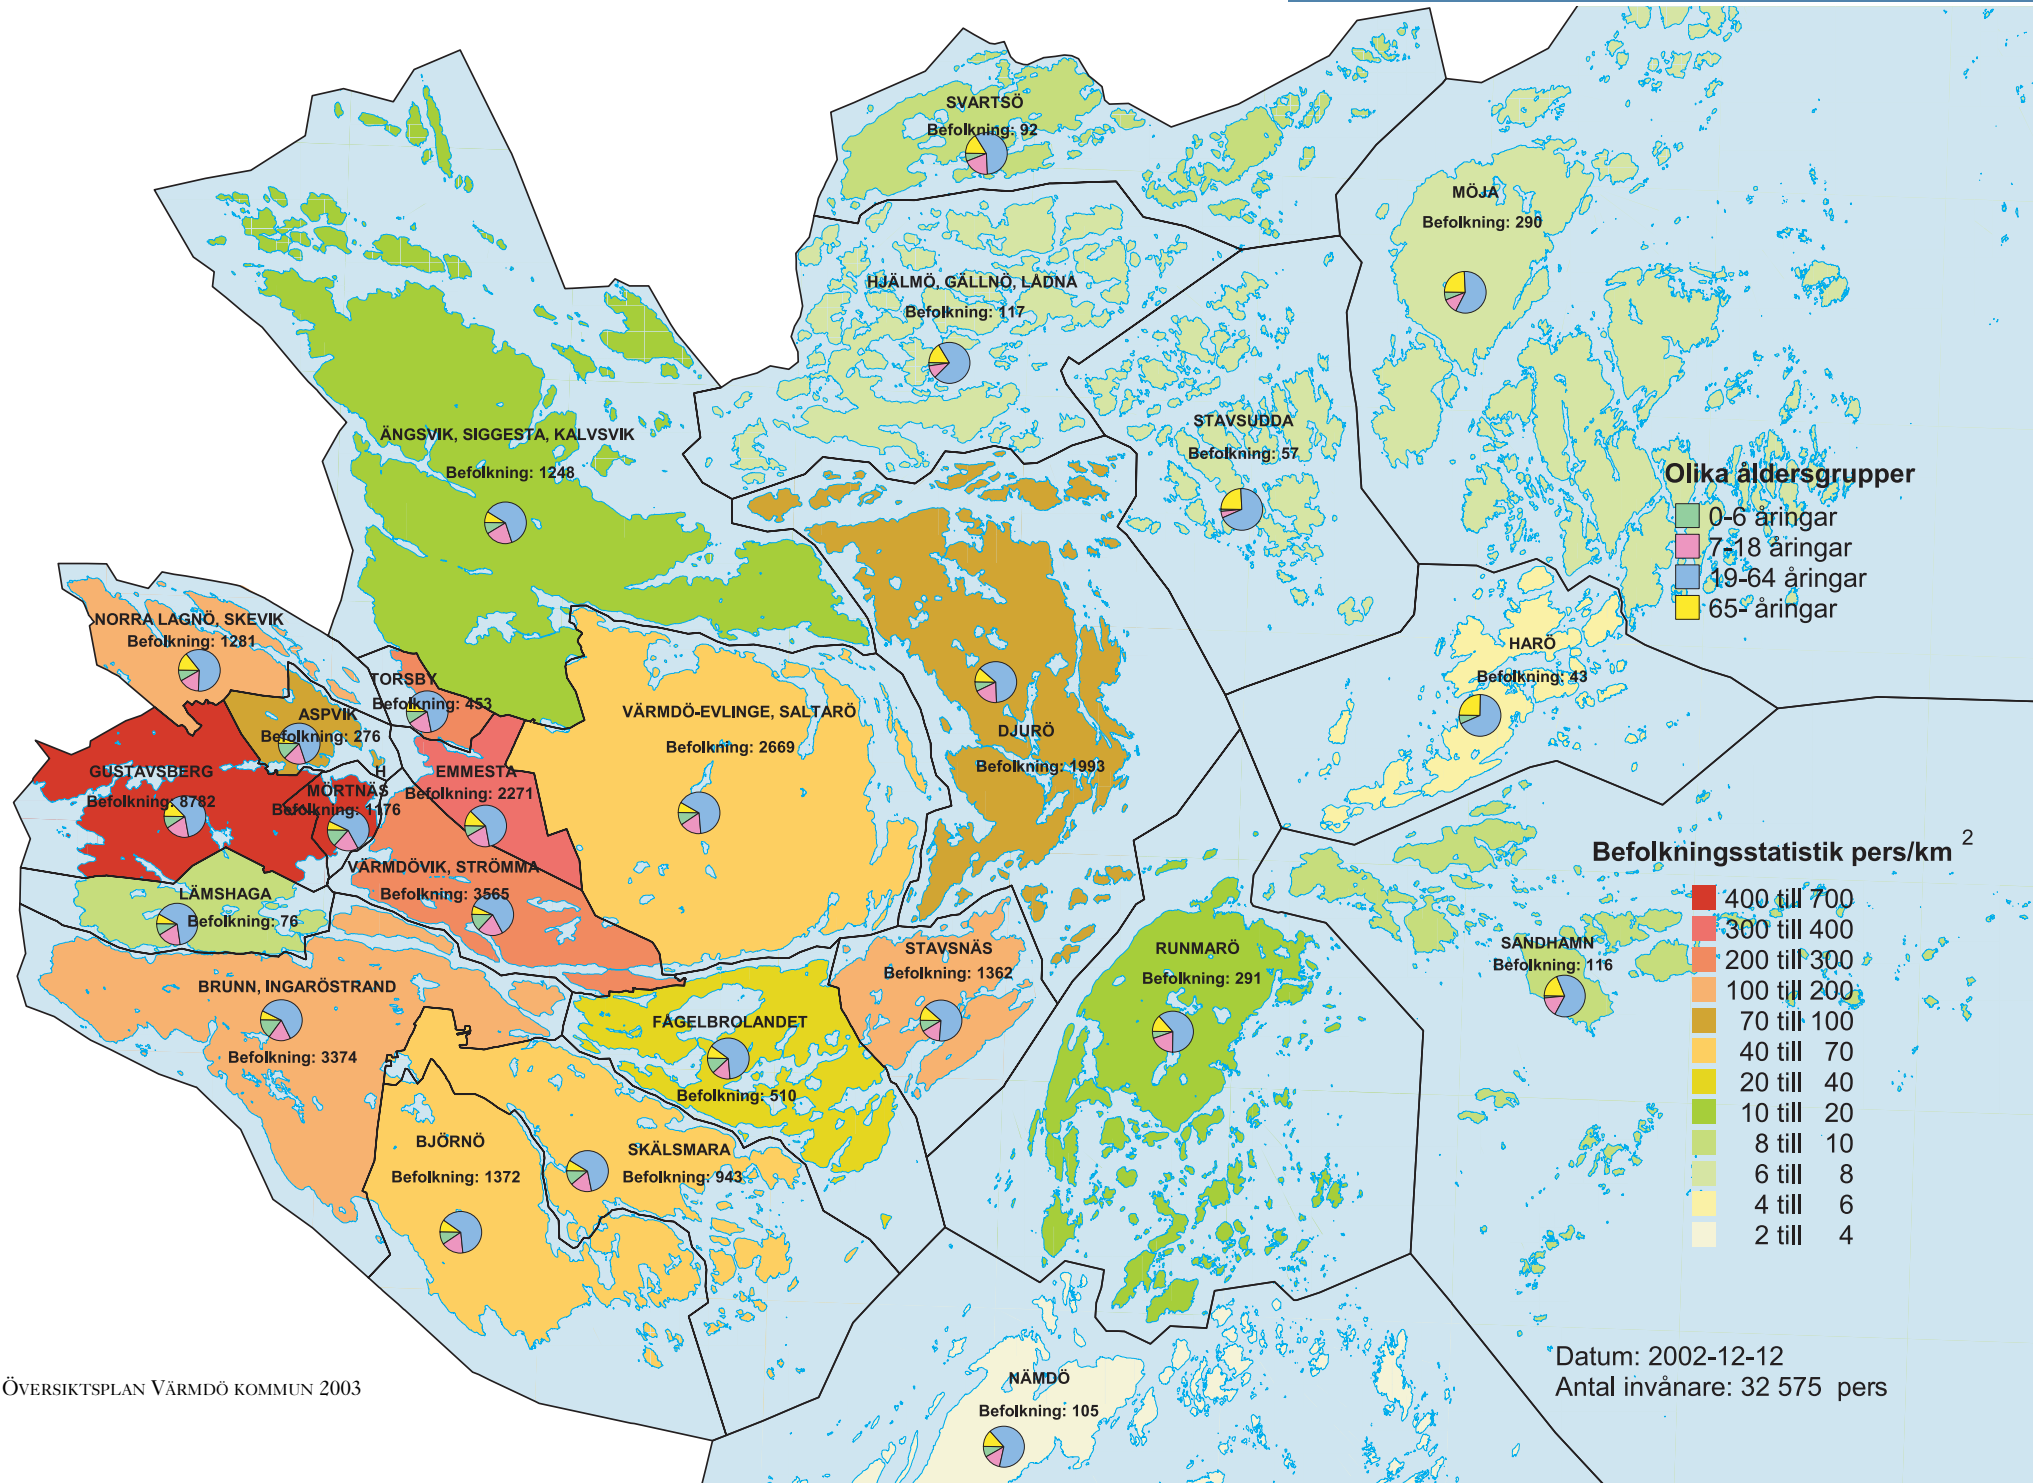 SVARTSÖ
Befolkning: 92
MÖJA
Befolkning: 290
HJÄLMÖ, GÄLLNÖ, LÅDNA
Befolkning: 117
STAVSUDDA
Befolkning: 57
ÄNGSVIK, SIGGESTA, KALVSVIK
Befolkning: 1248
Olika åldersgrupper
0-6 åringar
7-18 åringar
19-64 åringar
65- åringar
NORRA LAGNÖ, SKEVIK
Befolkning: 1281
HARÖ
Befolkning: 43
TORSBY
Befolkning: 453
ASPVIK
Befolkning: 276
VÄRMDÖ-EVLINGE, SALTARÖ
Befolkning: 2669
DJURÖ
Befolkning: 1993
GUSTAVSBERG
Befolkning: 8782
H
MÖRTNÄS
Befolkning: 1176
EMMESTA
Befolkning: 2271
VÄRMDÖVIK, STRÖMMA
Befolkning: 3565
LÄMSHAGA
Befolkning: 76
Befolkningsstatistik pers/km 2
400 till 700
300 till 400
200 till 300
100 till 200
70 till 100
40 till 70
20 till 40
10 till 20
8 till 10
6 till 8
4 till 6
2 till 4
STAVSNÄS
Befolkning: 1362
RUNMARÖ
Befolkning: 291
SANDHAMN
Befolkning: 116
BRUNN, INGARÖSTRAND
Befolkning: 3374
FÅGELBROLANDET
Befolkning: 510
BJÖRNÖ
Befolkning: 1372
SKÄLSMARA
Befolkning: 943
NÄMDÖ
Befolkning: 105
Datum: 2002-12-12
Antal invånare: 32 575 pers
ÖVERSIKTSPLAN VÄRMDÖ KOMMUN 2003